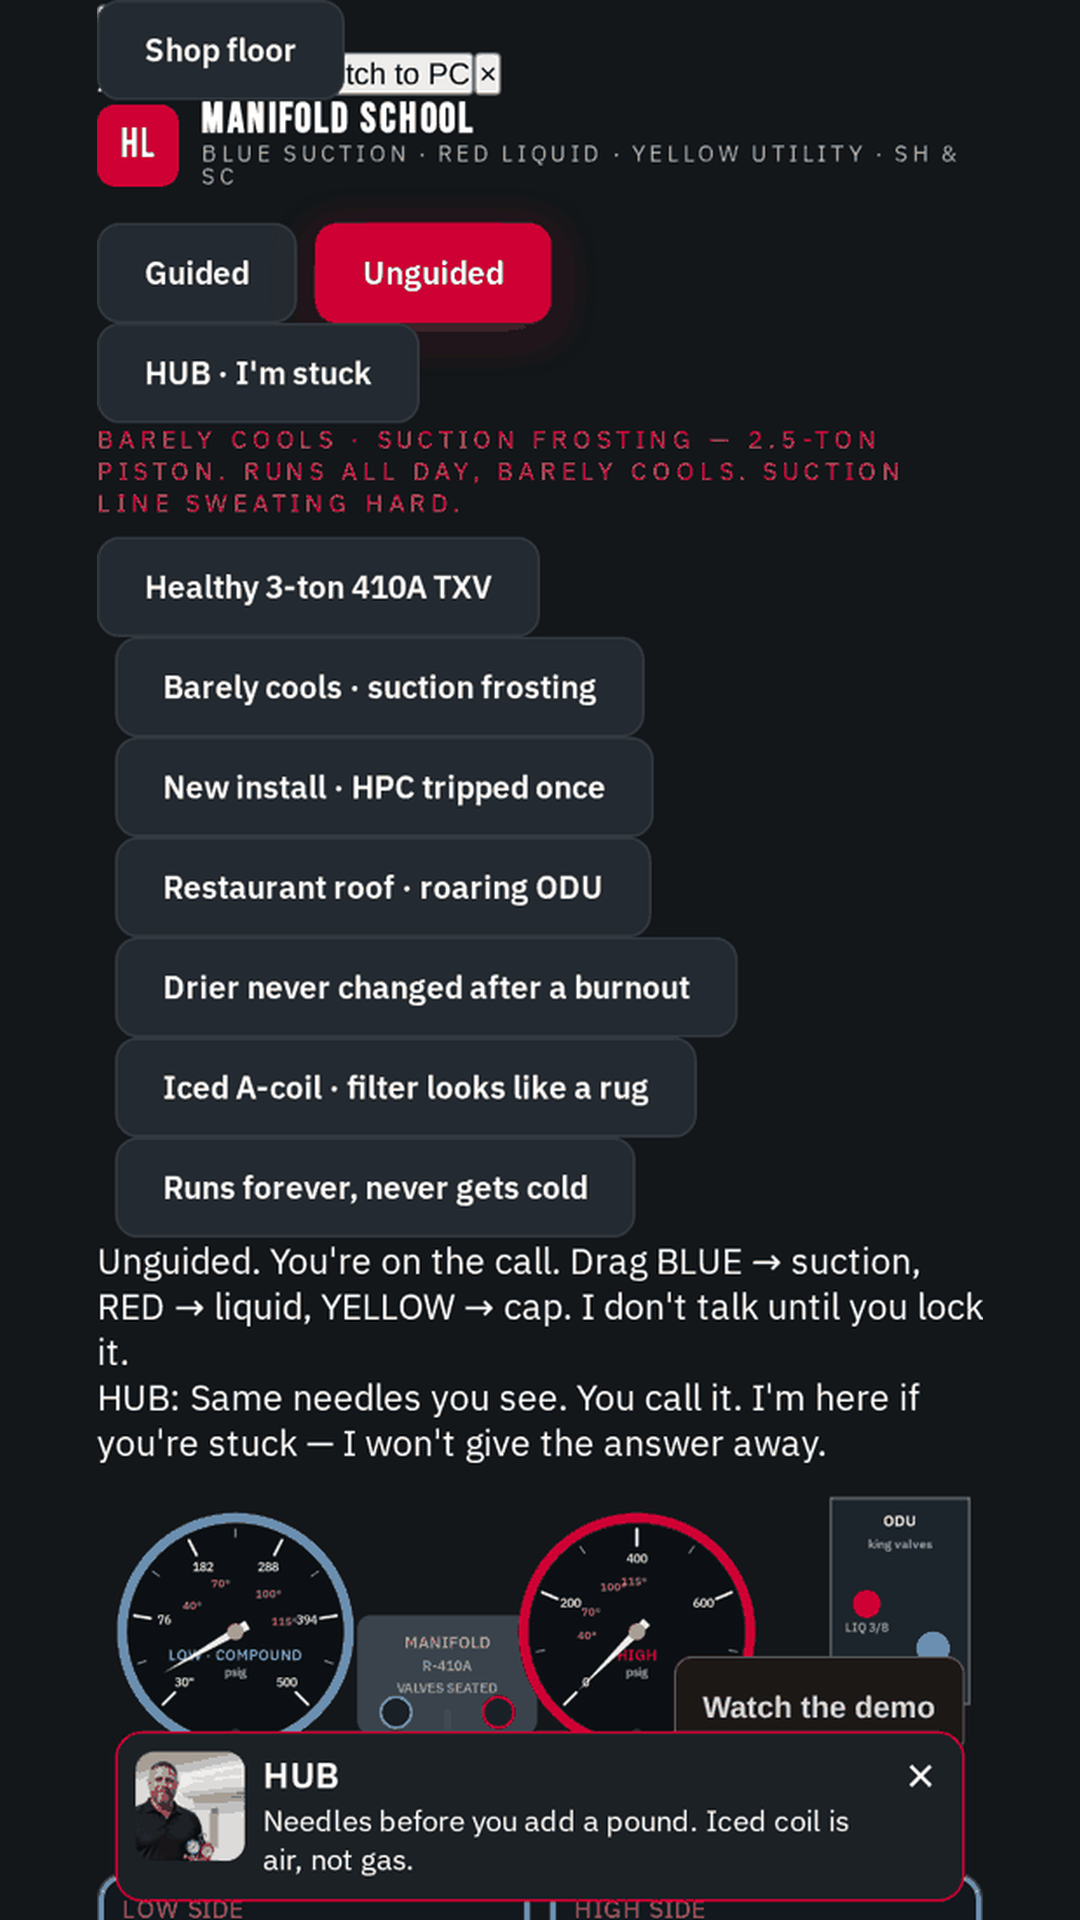 Shop floor
tch to PC ×
HL
MANIFOLD SCHOOL
BLUE SUCTION · RED LIQUID · YELLOW UTILITY · SH &
SC
Guided
Unguided
HUB · I'm stuck
BARELY COOLS · SUCTION FROSTING — 2.5-TON
PISTON. RUNS ALL DAY, BARELY COOLS. SUCTION
LINE SWEATING HARD.
Healthy 3-ton 410A TXV
Barely cools · suction frosting
New install · HPC tripped once
Restaurant roof · roaring ODU
Drier never changed after a burnout
Iced A-coil · filter looks like a rug
Runs forever, never gets cold
Unguided. You're on the call. Drag BLUE → suction,
RED → liquid, YELLOW → cap. I don't talk until you lock
it.
HUB: Same needles you see. You call it. I'm here if
you're stuck — I won't give the answer away.
182 288
70° 100°
40°
76 115° 394
LOW · COMPOUND
psig
30" 500
MANIFOLD
R-410A
VALVES SEATED
400
100° 115°
200 600
70°
40°
HIGH
psig
0
ODU
king valves
LIQ 3/8
Watch the demo
HUB
×
Needles before you add a pound. Iced coil is
air, not gas.
LOW SIDE
HIGH SIDE